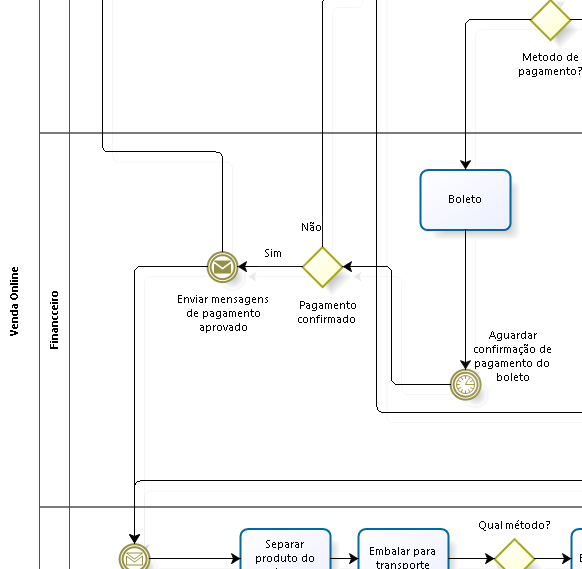 Metodo de
pagamento?
Boleto
Não
Sim
Enviar mensagens
de pagamento
aprovado
Pagamento
confirmado
Aguardar
confirmação de
pagamento do
boleto
Venda Online
Financceiro
Qual método?
Separar
produto do
Embalar para
transporte